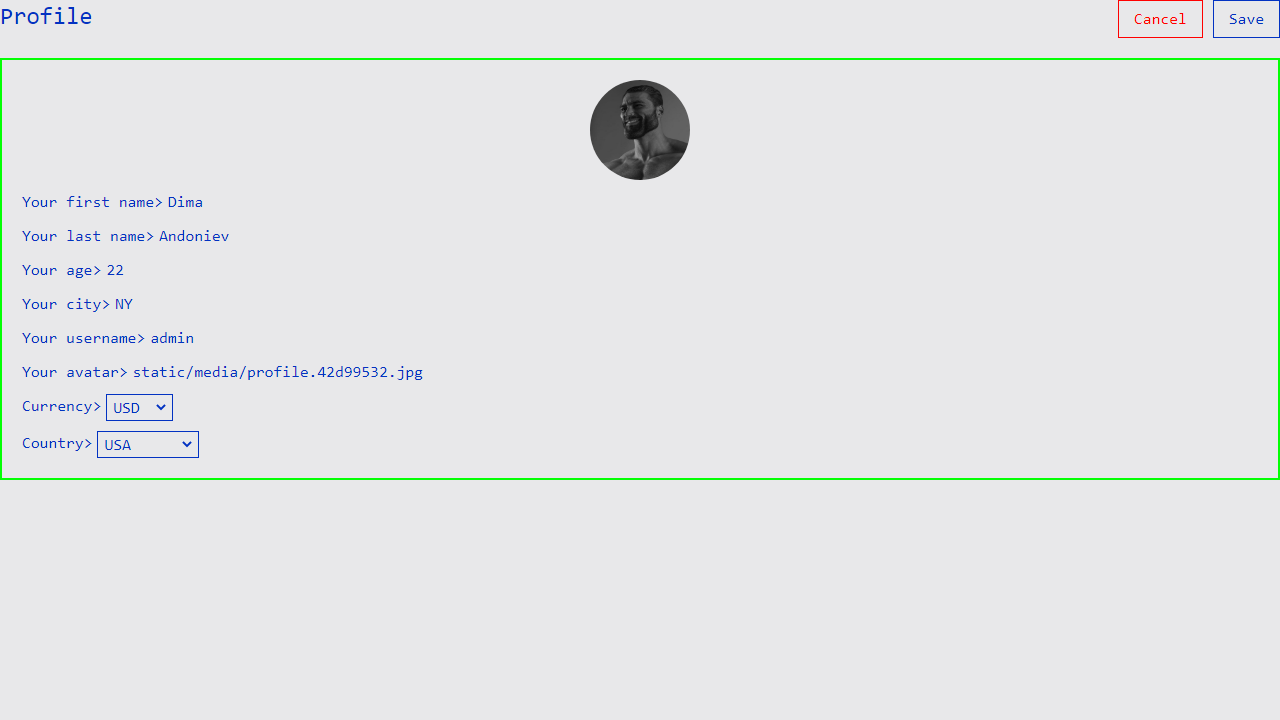 Profile
Cancel
Save
Your first name> Dima
Your last name> Andoniev
Your age> 22
Your city> NY
Your username> admin
Your avatar> static/media/profile.42d99532.jpg
Currency> USD
Country> USA